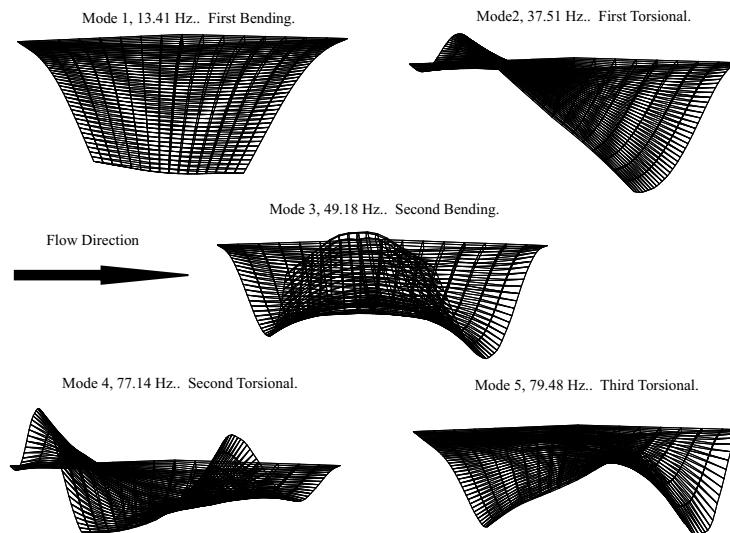 Mode 1, 13.41 Hz.. First Bending.
Mode2, 37.51 Hz.. First Torsional.
Mode 3, 49.18 Hz.. Second Bending.
Flow Direction
Mode 4, 77.14 Hz.. Second Torsional.
Mode 5, 79.48 Hz.. Third Torsional.